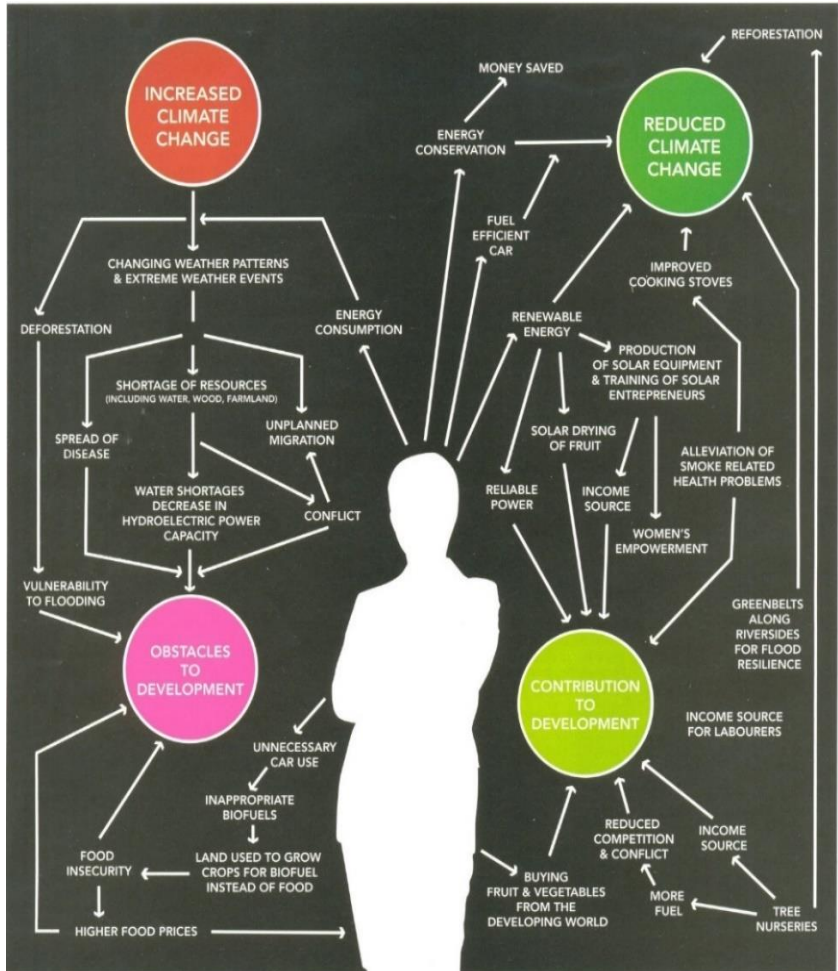 INCREASED
CLIMATE
CHANGE
CHANGING WEATHER PATTERNS
& EXTREME WEATHER EVENTS
DEFORESTATION
ENERGY
CONSUMPTION
SHORTAGE OF RESOURCES
(INCLUDING WATER, WOOD, FARMLAND)
SPREAD OF
DISEASE
UNPLANNED
MIGRATION
WATER SHORTAGES
DECREASE IN
HYDROELECTRIC POWER
CAPACITY
CONFLICT
VULNERABILITY
TO FLOODING
OBSTACLES
TO
DEVELOPMENT
UNNECESSARY
CAR USE
INAPPROPRIATE
BIOFUELS
LAND USED TO GROW
CROPS FOR BIOFUEL
INSTEAD OF FOOD
FOOD
INSECURITY
HIGHER FOOD PRICES
MONEY SAVED
ENERGY
CONSERVATION
REFORESTATION
REDUCED
CLIMATE
CHANGE
FUEL
EFFICIENT
CAR
IMPROVED
COOKING STOVES
RENEWABLE
ENERGY
PRODUCTION
OF SOLAR EQUIPMENT
& TRAINING OF SOLAR
ENTREPRENEURS
SOLAR DRYING
OF FRUIT
ALLEVIATION OF
SMOKE RELATED
HEALTH PROBLEMS
RELIABLE
POWER
INCOME
SOURCE
WOMEN'S
EMPOWERMENT
GREENBELTS
ALONG
RIVERSIDES
FOR FLOOD
RESILIENCE
CONTRIBUTION
TO
DEVELOPMENT
INCOME SOURCE
FOR LABOURERS
REDUCED
COMPETITION
& CONFLICT
INCOME
SOURCE
BUYING
FRUIT & VEGETABLES
FROM THE
DEVELOPING WORLD
MORE
FUEL
TREE
NURSERIES